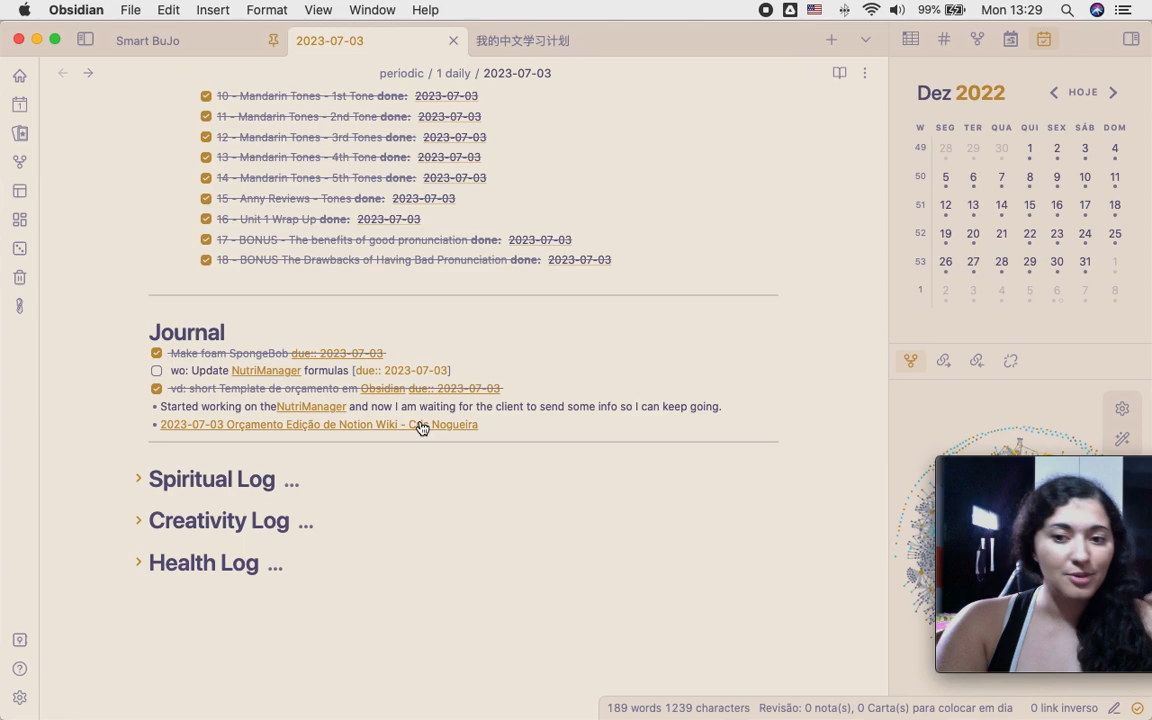 Obsidian File Edit Insert Format View Window Help 99% Mon 13:29
Smart BuJo 2023-07-03 我的中文学习计划
periodic / 1 daily / 2023-07-03
10 - Mandarin Tones - 1st Tone done: 2023-07-03
11 - Mandarin Tones - 2nd Tone done: 2023-07-03
12 - Mandarin Tones - 3rd Tones done: 2023-07-03
13 - Mandarin Tones - 4th Tone done: 2023-07-03
14 - Mandarin Tones - 5th Tones done: 2023-07-03
15 - Anny Reviews - Tones done: 2023-07-03
16 - Unit 1 Wrap Up done: 2023-07-03
17 - BONUS - The benefits of good pronunciation done: 2023-07-03
18 - BONUS The Drawbacks of Having Bad Pronunciation done: 2023-07-03
Journal
Make foam SpongeBob due:: 2023-07-03
wo: Update NutriManager formulas [due:: 2023-07-03]
vd: short Template de orçamento em Obsidian due:: 2023-07-03
Started working on theNutriManager and now I am waiting for the client to send some info so I can keep going.
2023-07-03 Orçamento Edição de Notion Wiki - Nogueira
Spiritual Log ...
Creativity Log ...
Health Log ...
Dez 2022 HOJE
W SEG TER QUA QUI SEX SÁB DOM
49 28 29 30 1 2 3 4
50 5 6 7 8 9 10 11
51 12 13 14 15 16 17 18
52 19 20 21 22 23 24 25
53 26 27 28 29 30 31 1
1 2 3 4 5 6 7 8
189 words 1239 characters Revisão: 0 nota(s), 0 Carta(s) para colocar em dia 0 link inverso